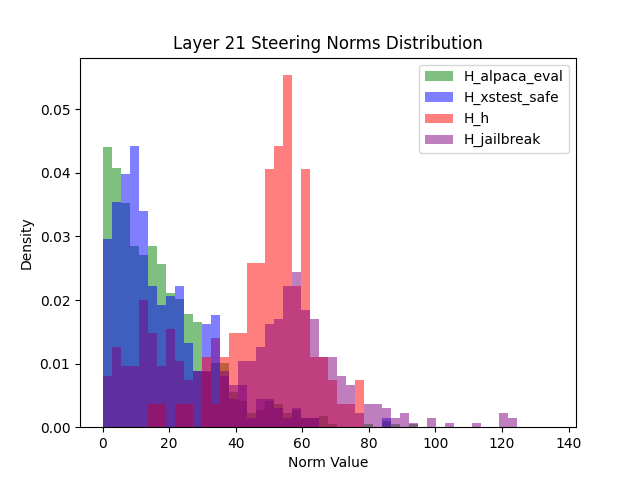 Layer 21 Steering Norms Distribution
H_alpaca_eval
H_xstest_safe
H_h
H_jailbreak
Density
0.05
0.04
0.03
0.02
0.01
0.00
0 20 40 60 80 100 120 140
Norm Value